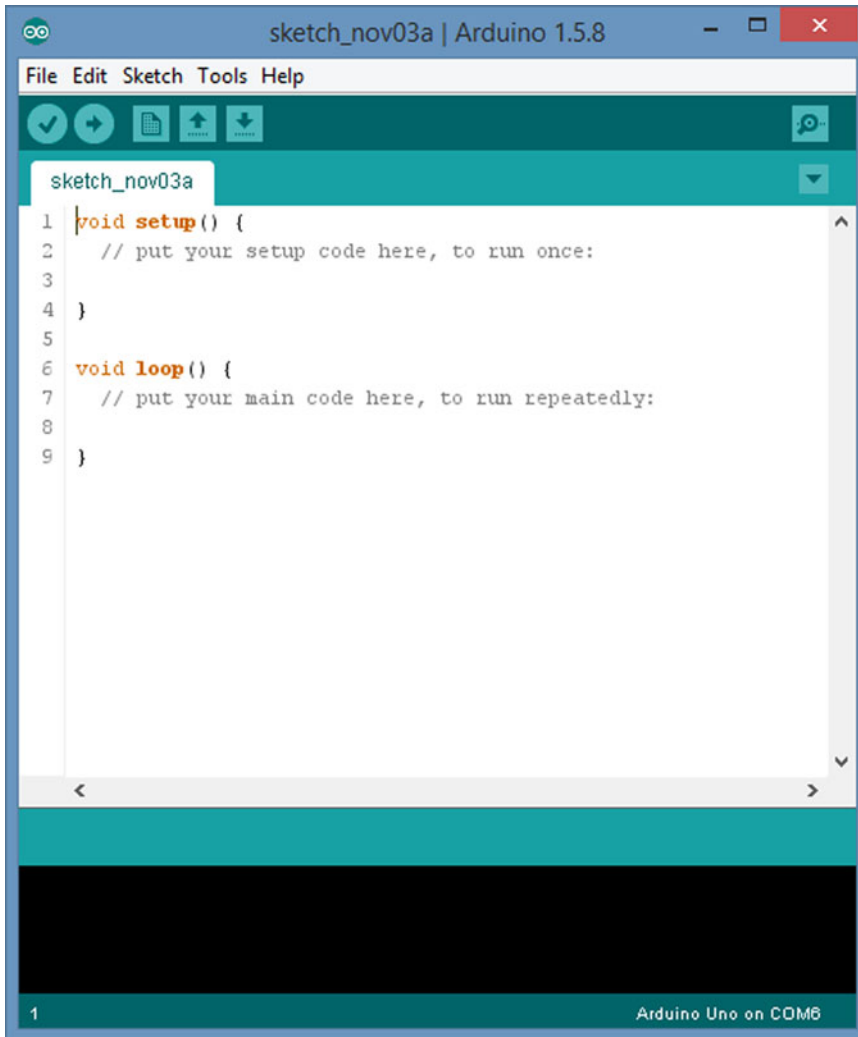 sketch_nov03a | Arduino 1.5.8
File Edit Sketch Tools Help
sketch_nov03a
1 void setup() {
2   // put your setup code here, to run once:
3
4 }
5
6 void loop() {
7   // put your main code here, to run repeatedly:
8
9 }
1 Arduino Uno on COM6